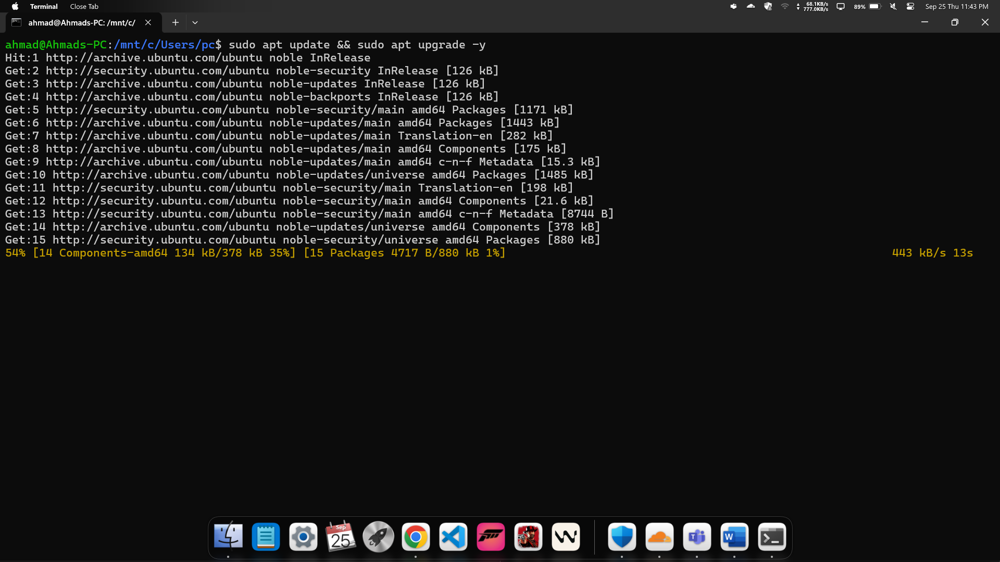 Terminal Close Tab 68.1KB/s 89% Sep 25 Thu 11:43 PM
777.0KB/s
ahmad@Ahmads-PC: /mnt/c/
ahmad@Ahmads-PC:/mnt/c/Users/pc$ sudo apt update && sudo apt upgrade -y
Hit:1 http://archive.ubuntu.com/ubuntu noble InRelease
Get:2 http://security.ubuntu.com/ubuntu noble-security InRelease [126 kB]
Get:3 http://archive.ubuntu.com/ubuntu noble-updates InRelease [126 kB]
Get:4 http://archive.ubuntu.com/ubuntu noble-backports InRelease [126 kB]
Get:5 http://security.ubuntu.com/ubuntu noble-security/main amd64 Packages [1171 kB]
Get:6 http://archive.ubuntu.com/ubuntu noble-updates/main amd64 Packages [1443 kB]
Get:7 http://archive.ubuntu.com/ubuntu noble-updates/main Translation-en [282 kB]
Get:8 http://archive.ubuntu.com/ubuntu noble-updates/main amd64 Components [175 kB]
Get:9 http://archive.ubuntu.com/ubuntu noble-updates/main amd64 c-n-f Metadata [15.3 kB]
Get:10 http://archive.ubuntu.com/ubuntu noble-updates/universe amd64 Packages [1485 kB]
Get:11 http://security.ubuntu.com/ubuntu noble-security/main Translation-en [198 kB]
Get:12 http://security.ubuntu.com/ubuntu noble-security/main amd64 Components [21.6 kB]
Get:13 http://security.ubuntu.com/ubuntu noble-security/main amd64 c-n-f Metadata [8744 B]
Get:14 http://archive.ubuntu.com/ubuntu noble-updates/universe amd64 Components [378 kB]
Get:15 http://security.ubuntu.com/ubuntu noble-security/universe amd64 Packages [880 kB]
54% [14 Components-amd64 134 kB/378 kB 35%] [15 Packages 4717 B/880 kB 1%] 443 kB/s 13s
Sep
25
T
W